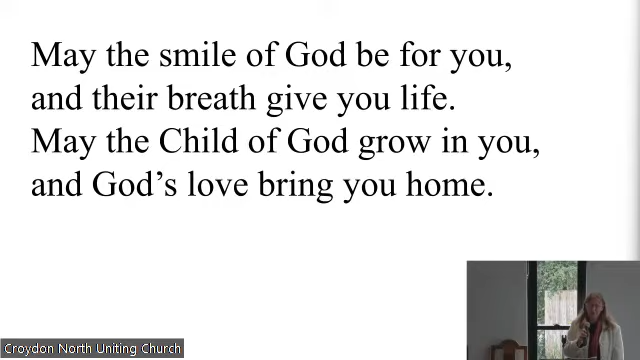 May the smile of God be for you,
and their breath give you life.
May the Child of God grow in you,
and God’s love bring you home.
Croydon North Uniting Church